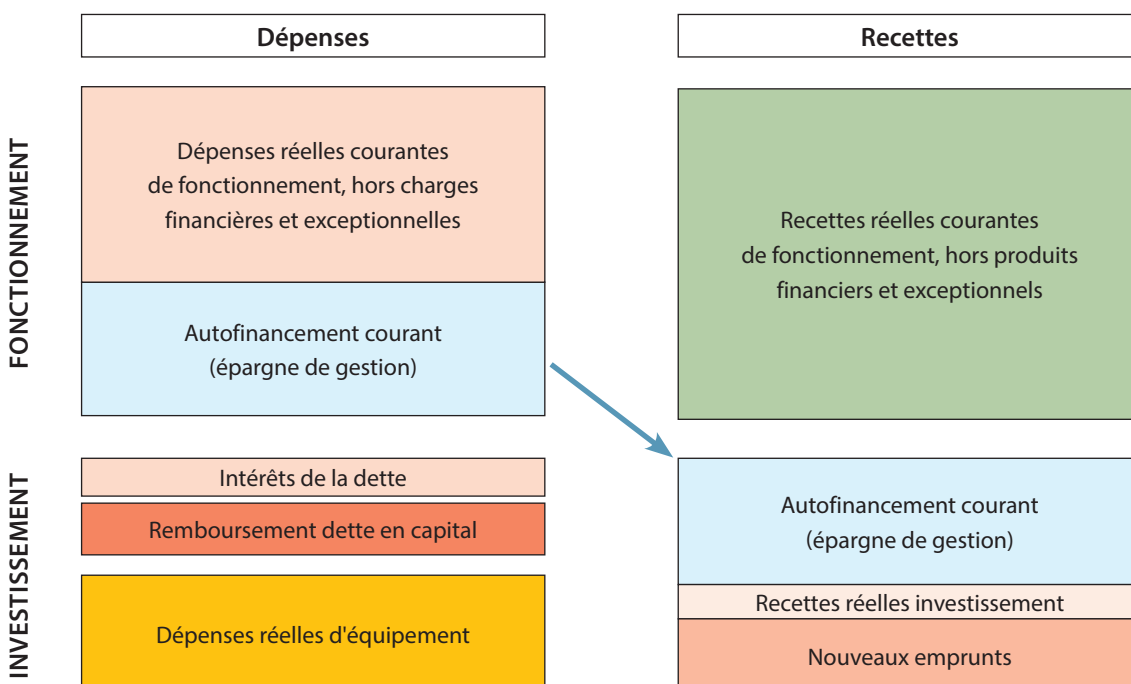 Dépenses
Recettes
FONCTIONNEMENT
Dépenses réelles courantes
de fonctionnement, hors charges
financières et exceptionnelles
Autofinancement courant
(épargne de gestion)
Recettes réelles courantes
de fonctionnement, hors produits
financiers et exceptionnels
INVESTISSEMENT
Intérêts de la dette
Remboursement dette en capital
Dépenses réelles d'équipement
Autofinancement courant
(épargne de gestion)
Recettes réelles investissement
Nouveaux emprunts